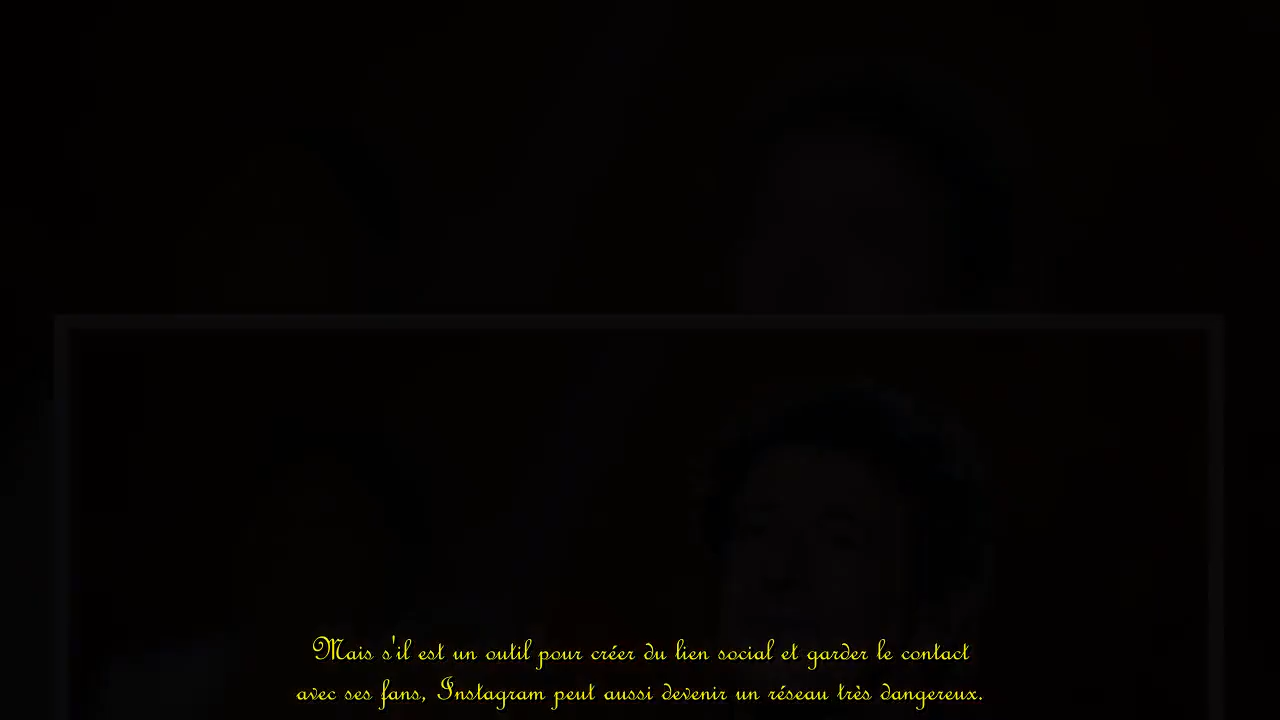 Mais s'il est un outil pour créer du lien social et garder le contact
avec ses fans, Instagram peut aussi devenir un réseau très dangereux.